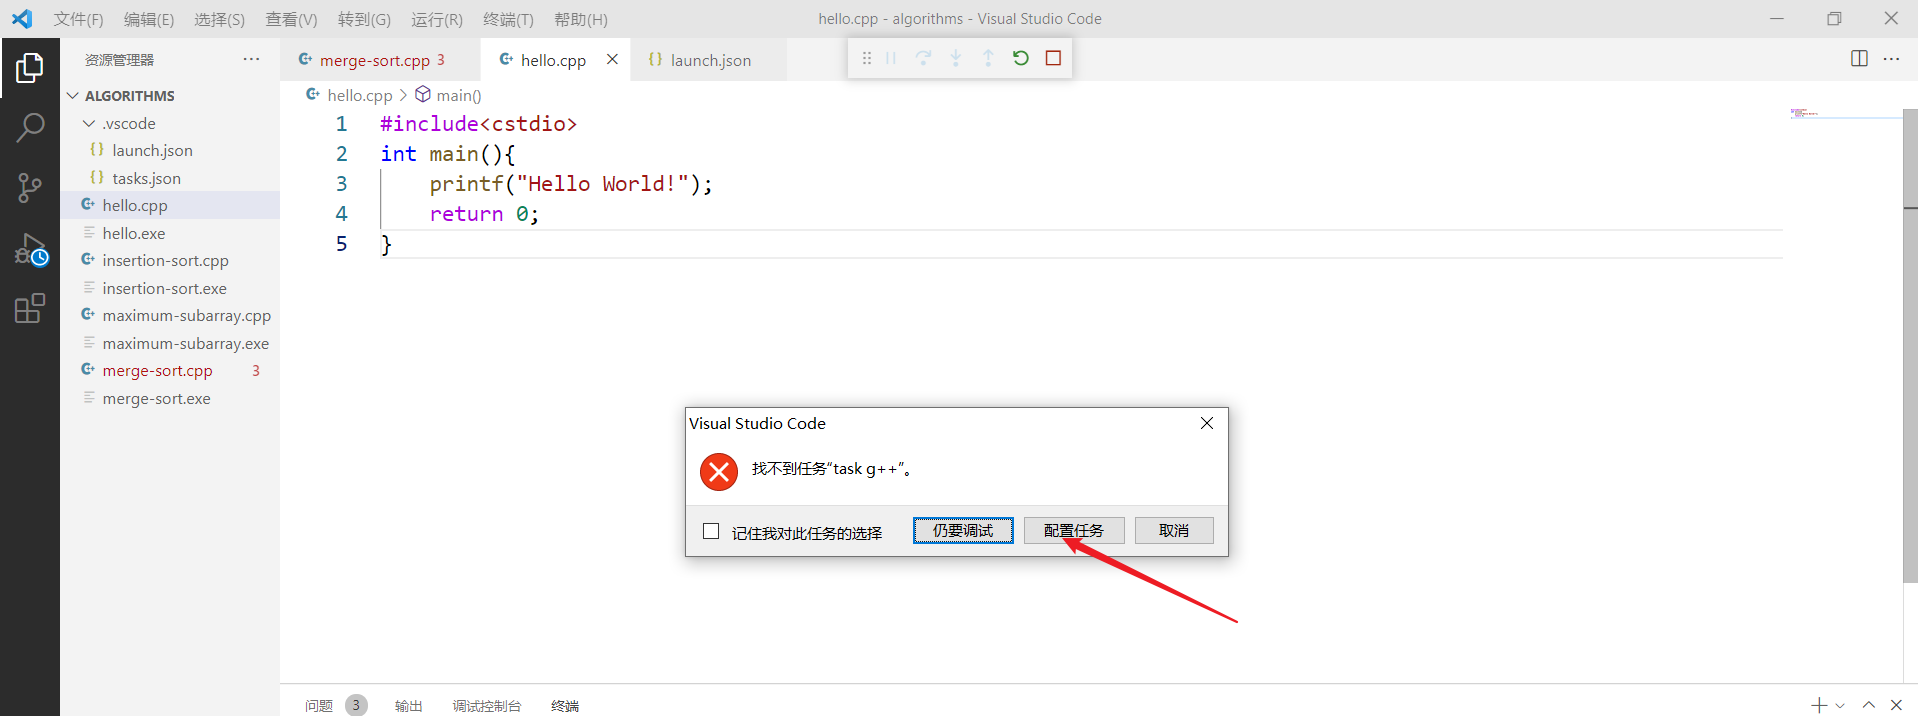 文件(F) 编辑(E) 选择(S) 查看(V) 转到(G) 运行(R) 终端(T) 帮助(H) hello.cpp - algorithms - Visual Studio Code
资源管理器
ALGORITHMS
.vscode
launch.json
tasks.json
hello.cpp
hello.exe
insertion-sort.cpp
insertion-sort.exe
maximum-subarray.cpp
maximum-subarray.exe
merge-sort.cpp 3
merge-sort.exe
merge-sort.cpp 3 hello.cpp launch.json
hello.cpp > main()
1 #include<cstdio>
2 int main(){
3 printf("Hello World!");
4 return 0;
5 }
Visual Studio Code
找不到任务“task g++”。
记住我对此任务的选择 仍要调试 配置任务 取消
问题 3 输出 调试控制台 终端